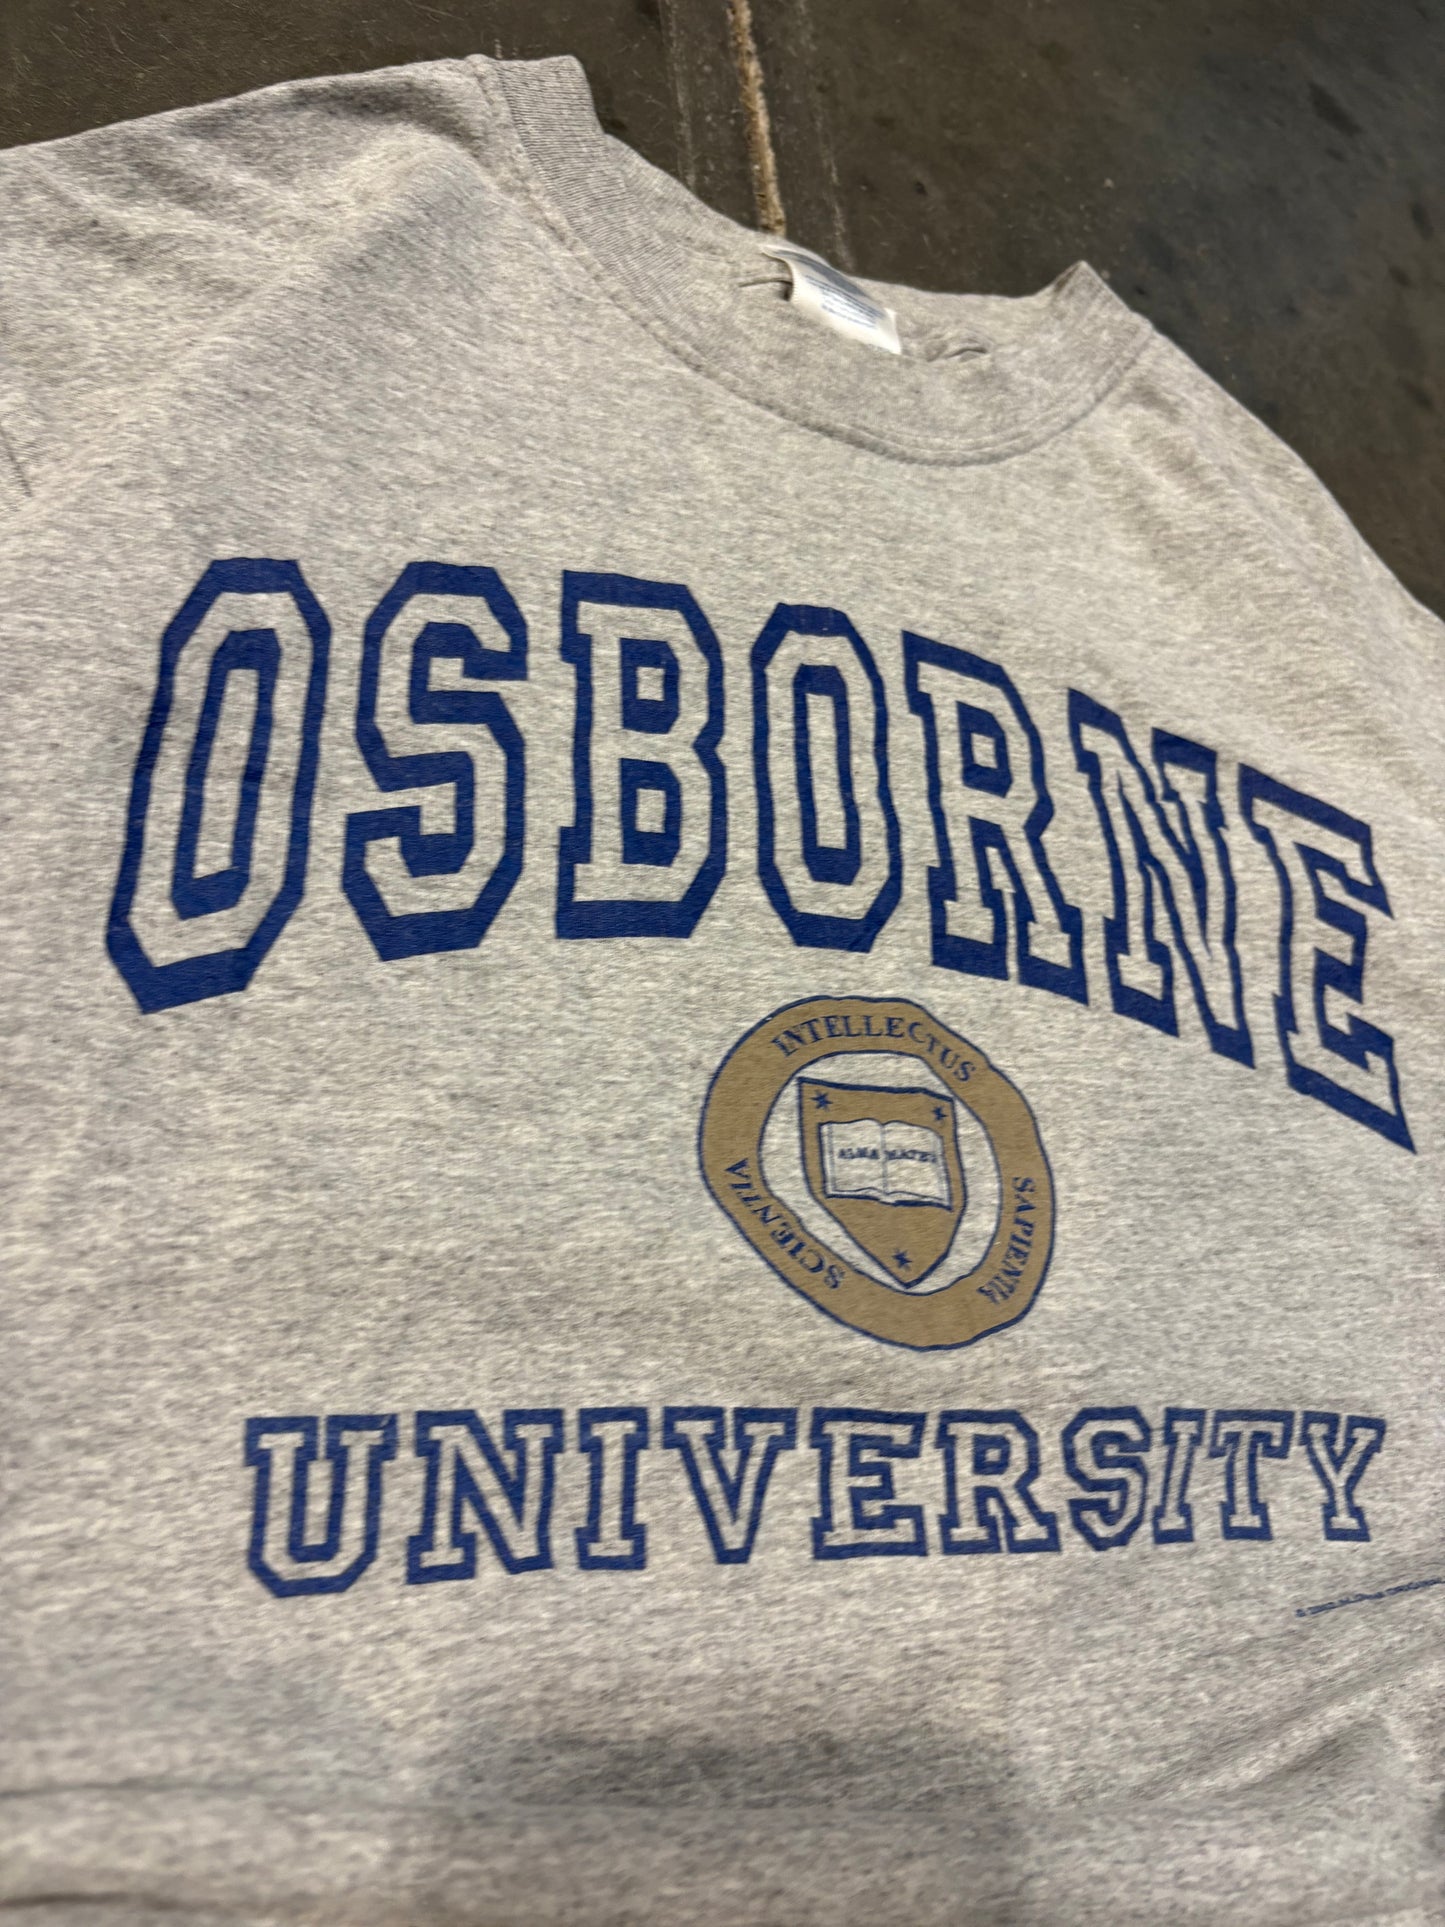 OSBORNE
INTELLECTUS
SAPIENTIA
SCIENTIA
ALMA MATER
UNIVERSITY